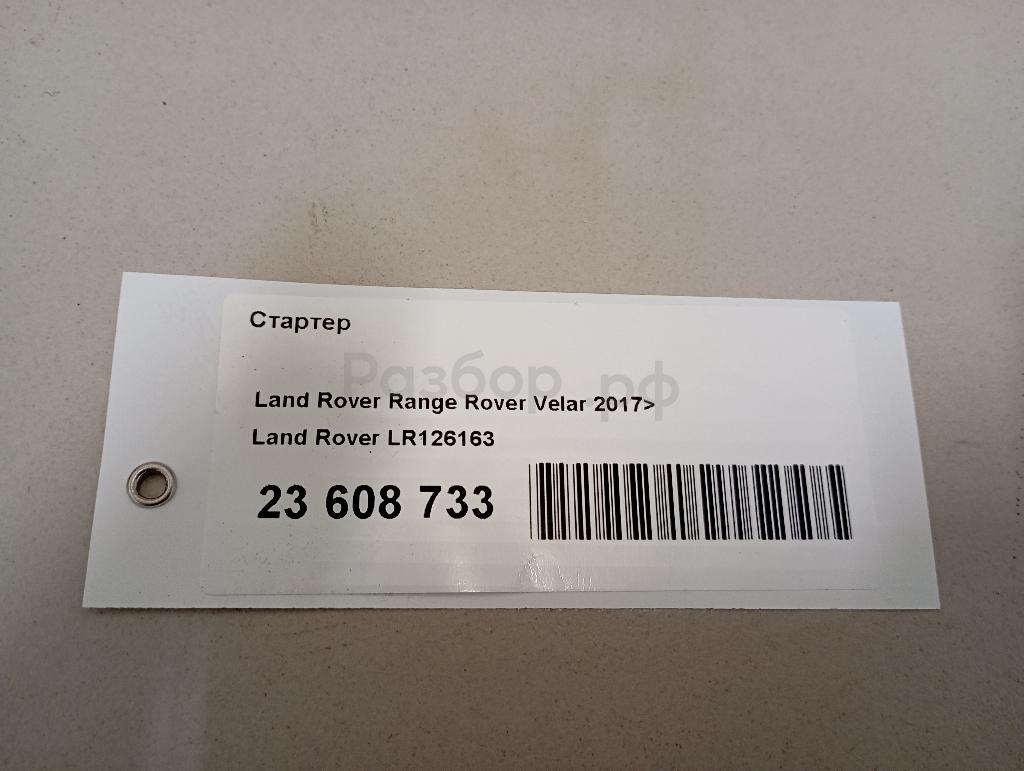 Стартер
Разбор.рф
Land Rover Range Rover Velar 2017>
Land Rover LR126163
23 608 733